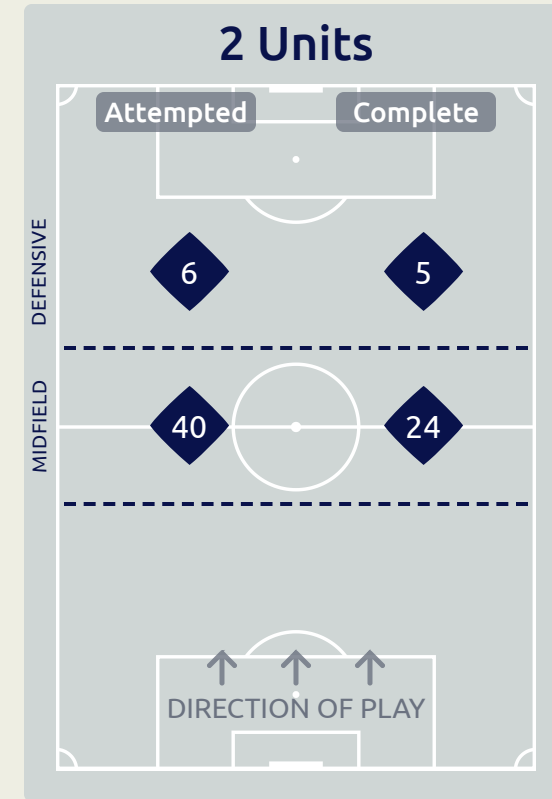 2 Units
Attempted Complete
DEFENSIVE
6 5
MIDFIELD
40 24
DIRECTION OF PLAY